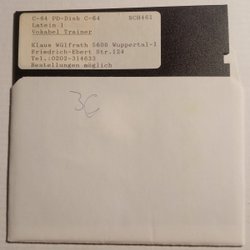 C-64 PD-Disk C-64 SCH461
Latein 1
Vokabel Trainer
Klaus Wülfrath 5600 Wuppertal-1
Friedrich-Ebert Str.124
Tel.:0202-314633
Bestellungen möglich
3C